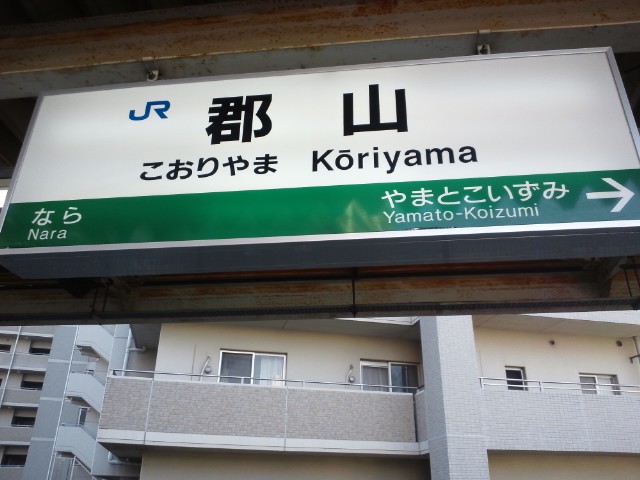 JR 郡山
こおりやま Kōriyama
なら やまとこいずみ →
Nara Yamato-Koizumi